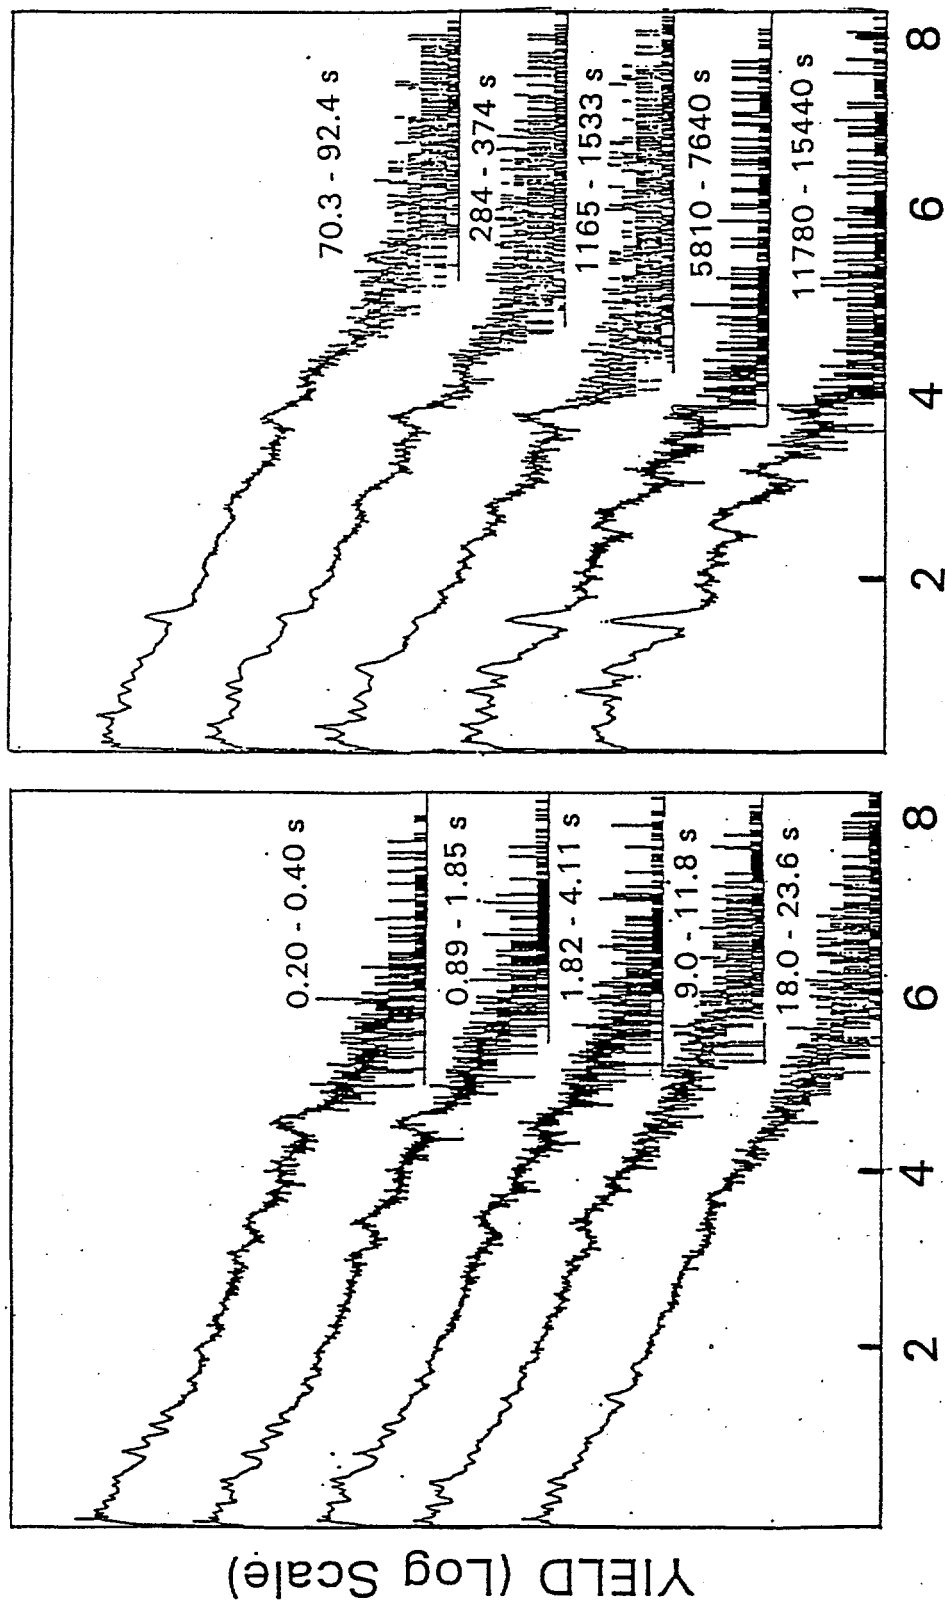 YIELD (Log Scale)
0.20 - 0.40 s
0.89 - 1.85 s
1.82 - 4.11 s
9.0 - 11.8 s
18.0 - 23.6 s
2 4 6 8
70.3 - 92.4 s
284 - 374 s
1165 - 1533 s
5810 - 7640 s
11780 - 15440 s
2 4 6 8